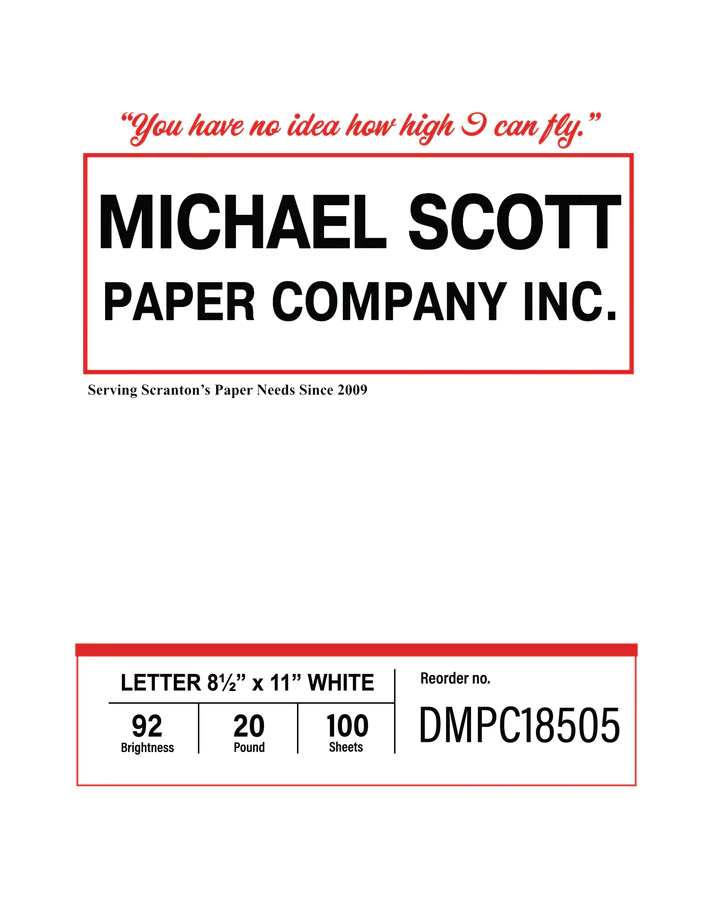 “You have no idea how high I can fly.”
MICHAEL SCOTT
PAPER COMPANY INC.
Serving Scranton’s Paper Needs Since 2009
LETTER 8½” x 11” WHITE
92
Brightness
20
Pound
100
Sheets
Reorder no.
DMPC18505